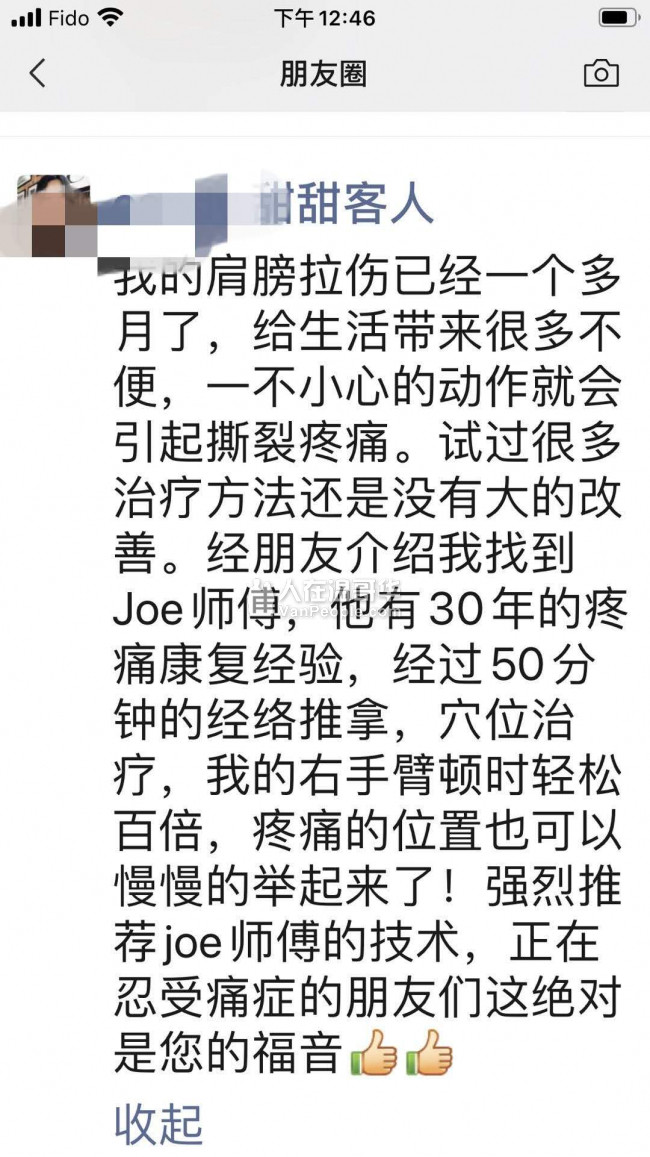 Fido 下午12:46
朋友圈
甜甜客人
我的肩膀拉伤已经一个多
月了，给生活带来很多不
便，一不小心的动作就会
引起撕裂疼痛。试过很多
治疗方法还是没有大的改
善。经朋友介绍我找到
人在温哥华
Joe师傅，他有30年的疼
VanPeople.com
痛康复经验，经过50分
钟的经络推拿，穴位治
疗，我的右手臂顿时轻松
百倍，疼痛的位置也可以
慢慢的举起来了！强烈推
荐joe师傅的技术，正在
忍受痛症的朋友们这绝对
是您的福音👍👍
收起